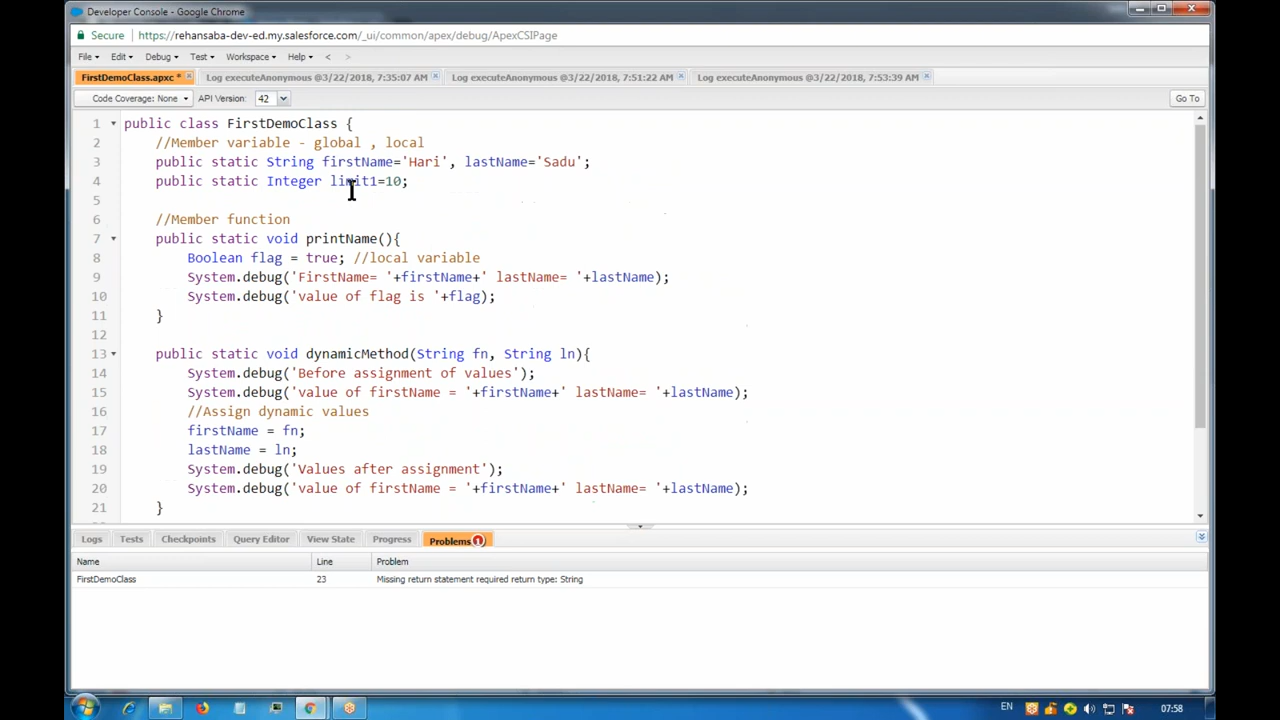 Developer Console - Google Chrome
Secure https://rehansaba-dev-ed.my.salesforce.com/_ui/common/apex/debug/ApexCSIPage
File Edit Debug Test Workspace Help < >
FirstDemoClass.apxc * Log executeAnonymous @3/22/2018, 7:35:07 AM Log executeAnonymous @3/22/2018, 7:51:22 AM Log executeAnonymous @3/22/2018, 7:53:39 AM
Code Coverage: None API Version: 42 Go To
1 public class FirstDemoClass {
2 //Member variable - global , local
3 public static String firstName='Hari', lastName='Sadu';
4 public static Integer limit1=10;
5
6 //Member function
7 public static void printName(){
8 Boolean flag = true; //local variable
9 System.debug('FirstName= '+firstName+' lastName= '+lastName);
10 System.debug('value of flag is '+flag);
11 }
12
13 public static void dynamicMethod(String fn, String ln){
14 System.debug('Before assignment of values');
15 System.debug('value of firstName = '+firstName+' lastName= '+lastName);
16 //Assign dynamic values
17 firstName = fn;
18 lastName = ln;
19 System.debug('Values after assignment');
20 System.debug('value of firstName = '+firstName+' lastName= '+lastName);
21 }
Logs Tests Checkpoints Query Editor View State Progress Problems 1
Name Line Problem
FirstDemoClass 23 Missing return statement required return type: String
EN 07:58